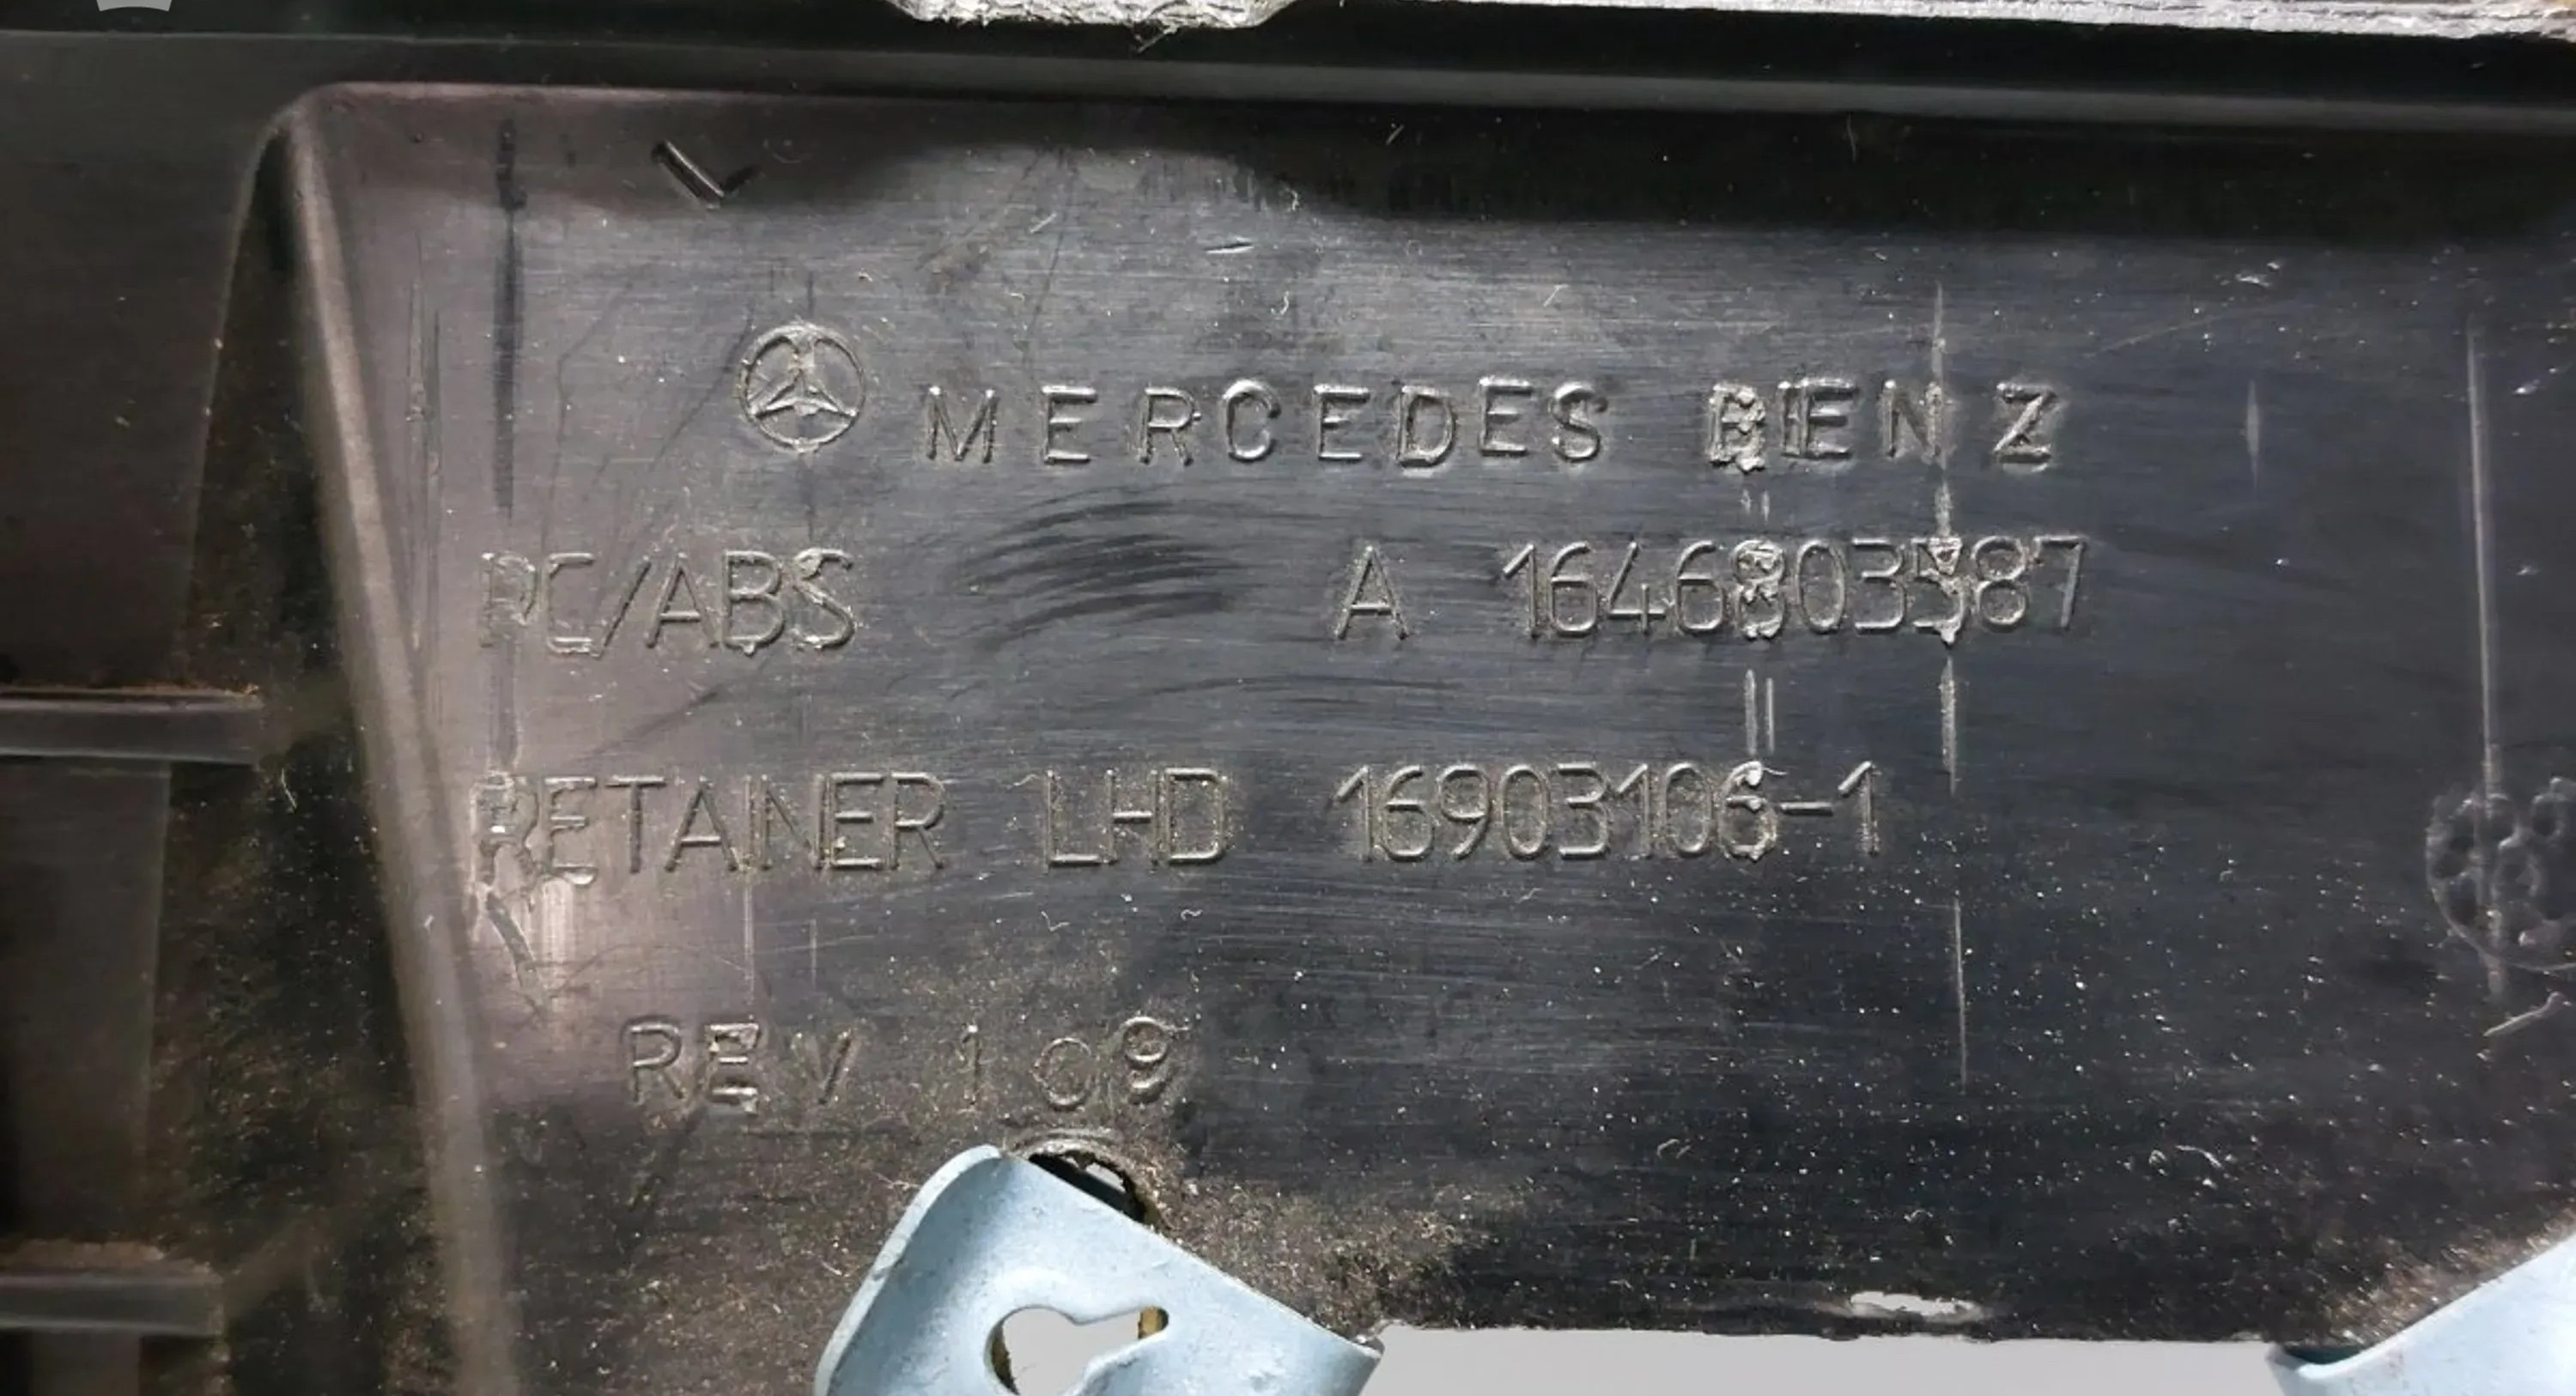 MERCEDES BENZ
PC/ABS A 1646803587
RETAINER LHD 16903106-1
REV 109